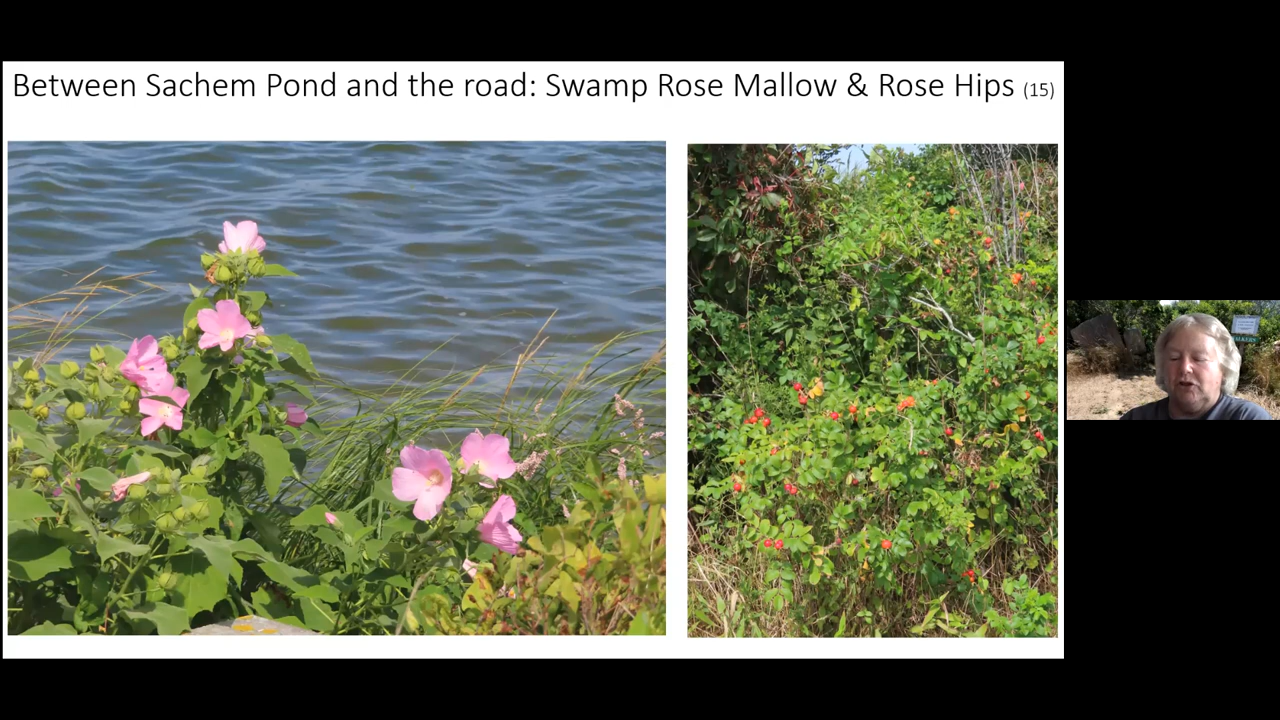 Between Sachem Pond and the road: Swamp Rose Mallow & Rose Hips (15)